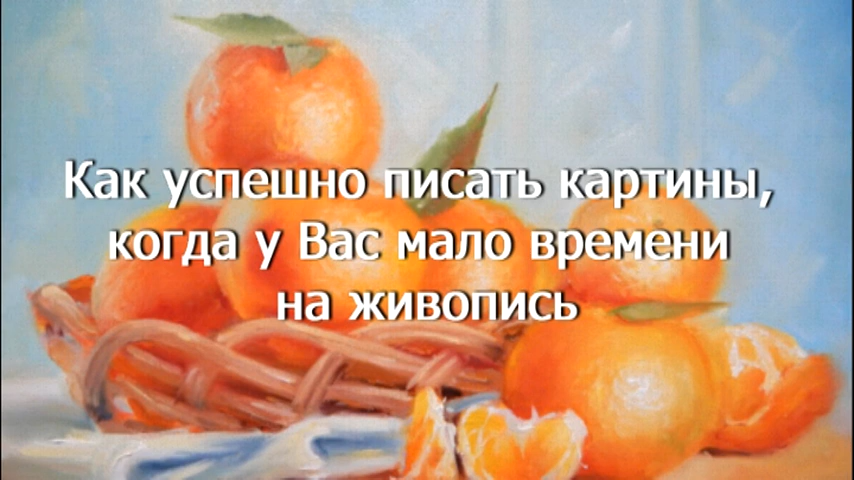 Как успешно писать картины,
когда у Вас мало времени
на живопись